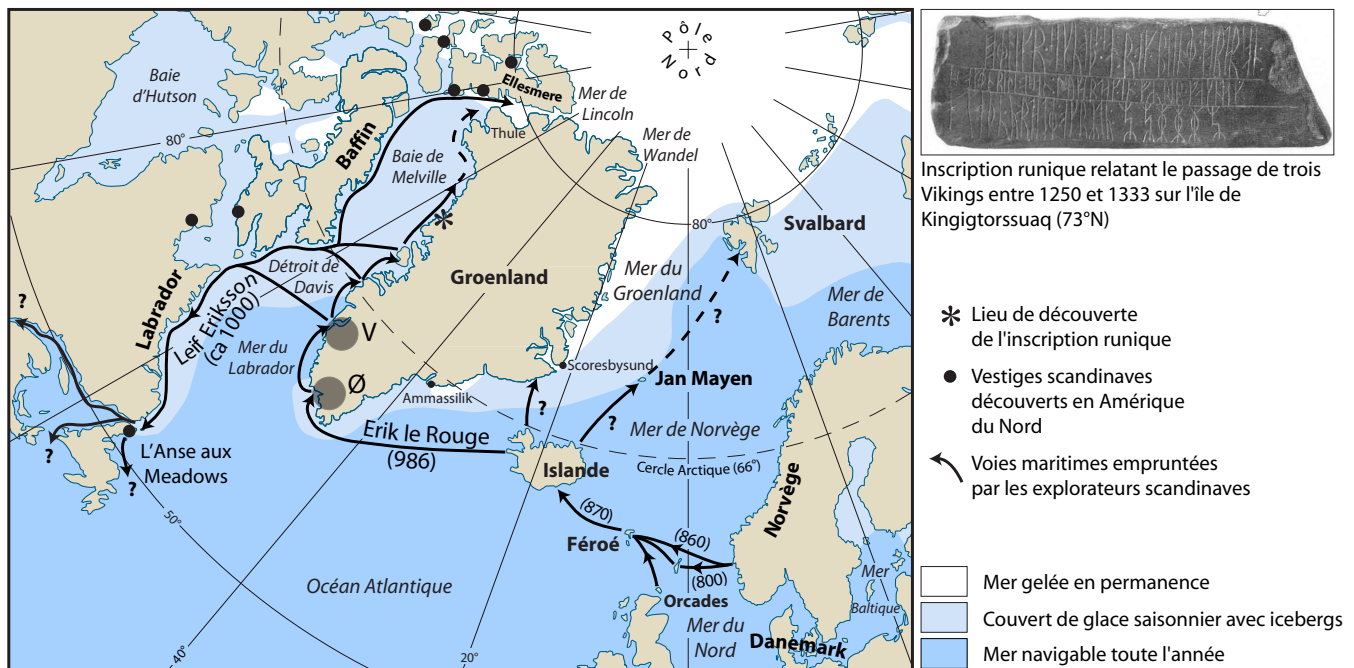 Pôle
Nord
Baie
d'Hutson
80°
Baffin
Ellesmere
Mer de
Lincoln
Thule
Mer de
Wandel
Baie de
Melville
80°
Svalbard
Groenland
Mer du
Groenland
Mer de
Barents
Détroit de
Davis
Labrador
Leif Eriksson
(ca 1000)
?
Mer du
Labrador
V
Ø
Ammassilik
Scoresbysund
Jan Mayen
?
?
?
Erik le Rouge
(986)
Mer de Norvège
Cercle Arctique (66°)
Islande
Norvège
L'Anse aux
Meadows
?
?
50°
(870)
(860)
(800)
Féroé
Orcades
Océan Atlantique
Mer du
Nord
Danemark
Mer
Baltique
40°
20°
Inscription runique relatant le passage de trois
Vikings entre 1250 et 1333 sur l'île de
Kingigtorssuaq (73°N)
Lieu de découverte
de l'inscription runique
Vestiges scandinaves
découverts en Amérique
du Nord
Voies maritimes empruntées
par les explorateurs scandinaves
Mer gelée en permanence
Couvert de glace saisonnier avec icebergs
Mer navigable toute l'année